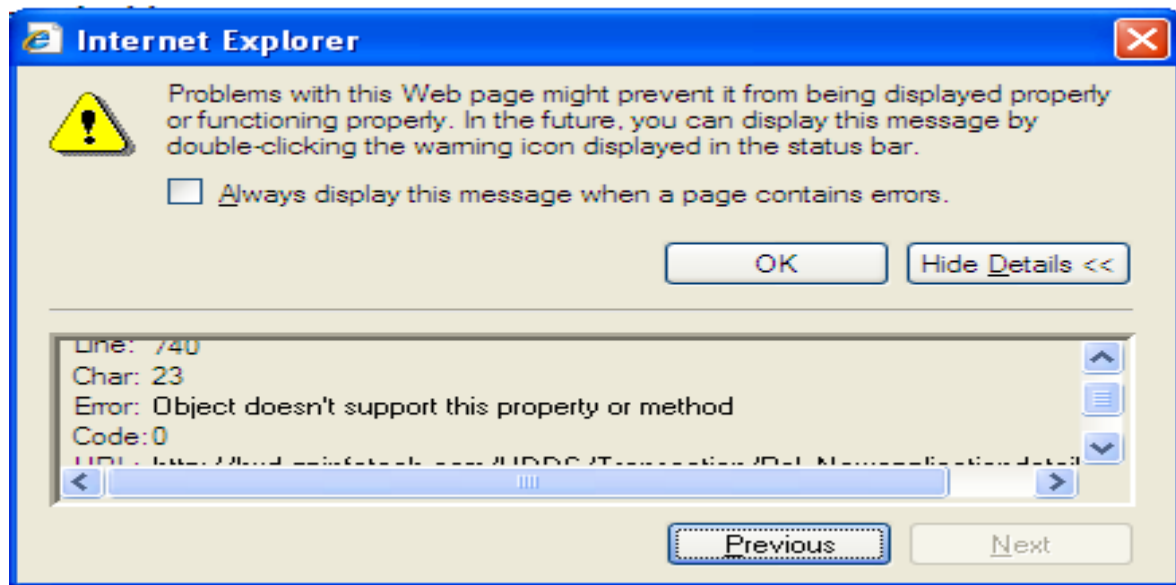 Internet Explorer
Problems with this Web page might prevent it from being displayed properly
or functioning properly. In the future, you can display this message by
double-clicking the warning icon displayed in the status bar.
Always display this message when a page contains errors.
OK
Hide Details <<
Line: 740
Char: 23
Error: Object doesn't support this property or method
Code:0
Previous
Next